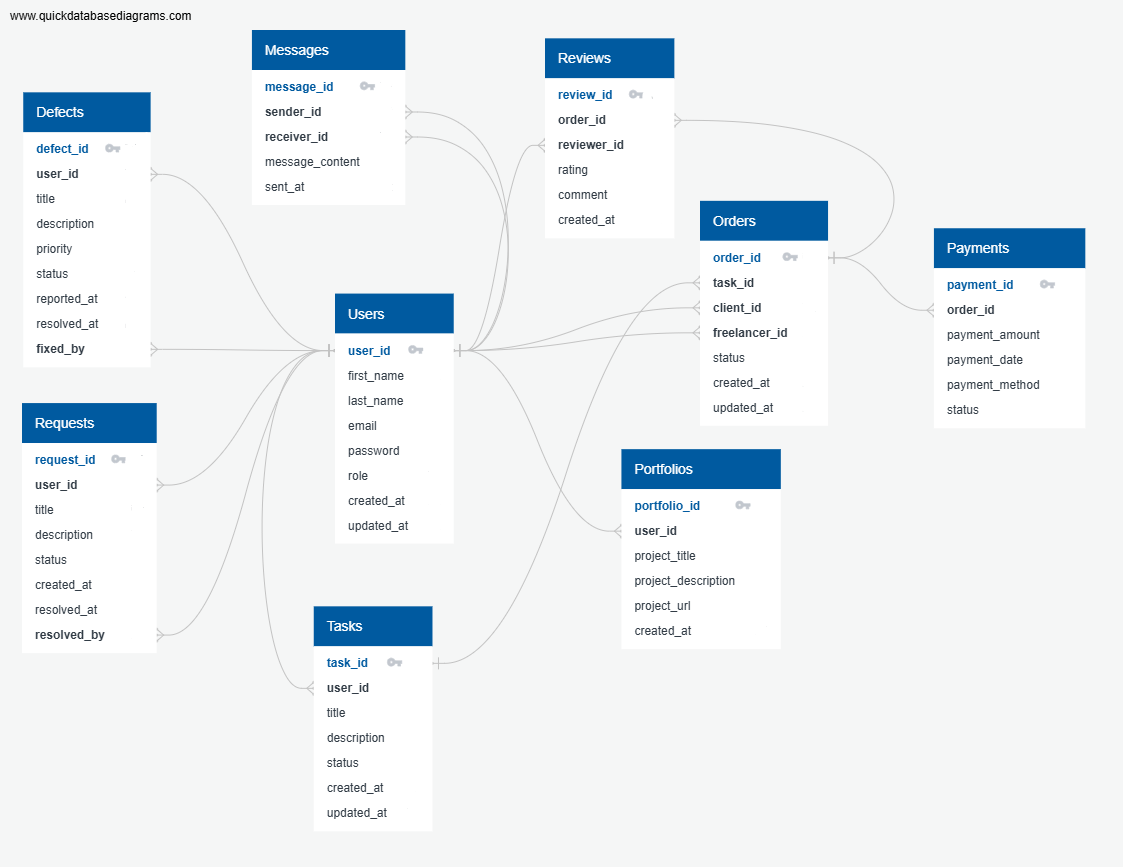 www.quickdatabasediagrams.com
Messages
message_id
sender_id
receiver_id
message_content
sent_at
Reviews
review_id
order_id
reviewer_id
rating
comment
created_at
Defects
defect_id
user_id
title
description
priority
status
reported_at
resolved_at
fixed_by
Orders
order_id
task_id
client_id
freelancer_id
status
created_at
updated_at
Payments
payment_id
order_id
payment_amount
payment_date
payment_method
status
Users
user_id
first_name
last_name
email
password
role
created_at
updated_at
Requests
request_id
user_id
title
description
status
created_at
resolved_at
resolved_by
Portfolios
portfolio_id
user_id
project_title
project_description
project_url
created_at
Tasks
task_id
user_id
title
description
status
created_at
updated_at